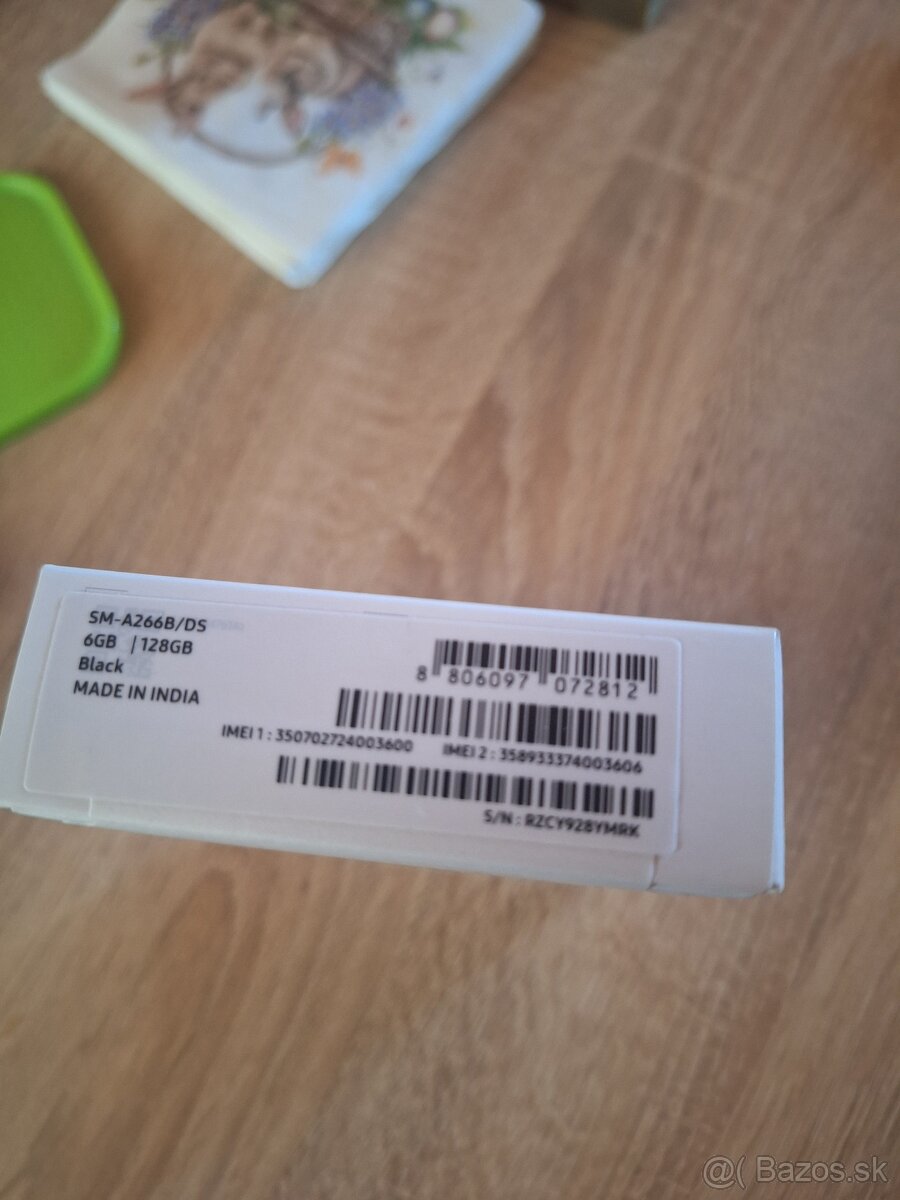 SM-A266B/DS
6GB | 128GB
Black
MADE IN INDIA
8 806097 072812
IMEI 1 : 350702724003600 IMEI 2 : 358933374003606
S/N : RZCY928YMRK
@( Bazos.sk